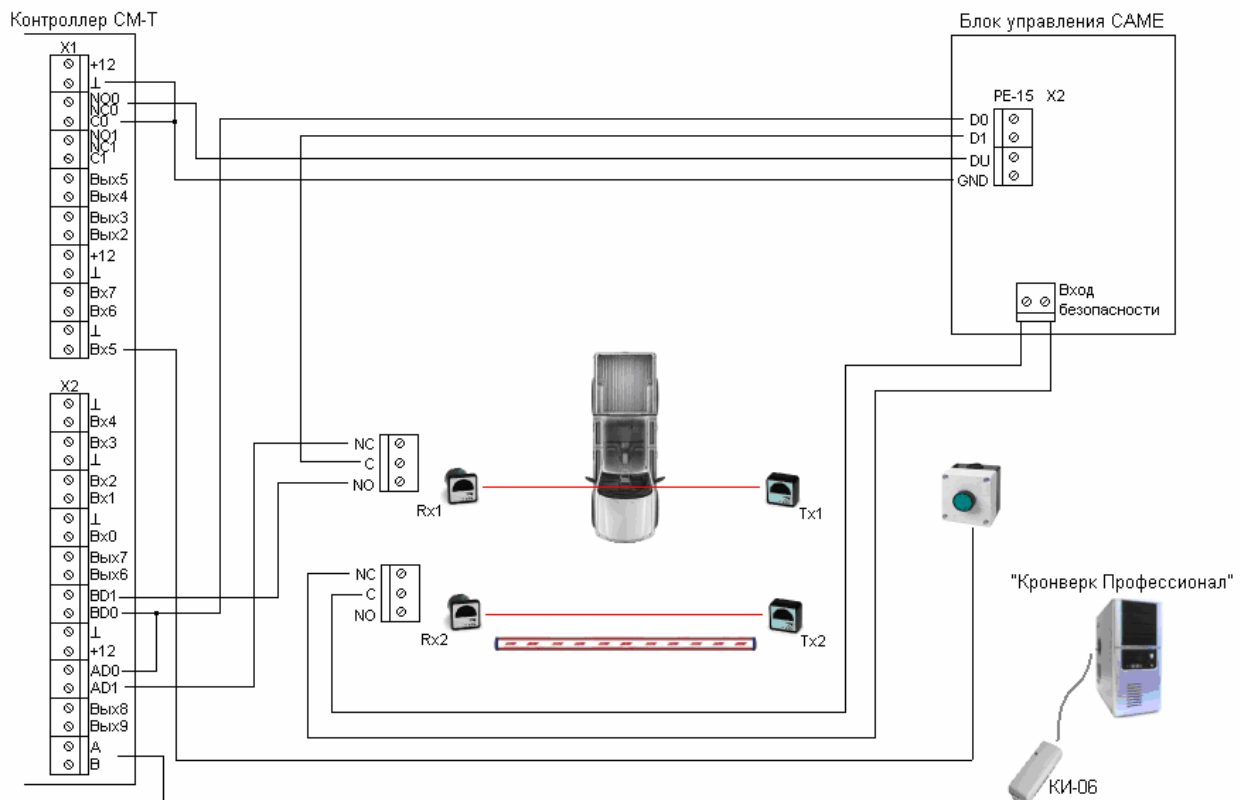 Контроллер СМ-Т
Блок управления CAME
X1
+12
⊥
NO0
NC0
C0
NO1
NC1
C1
Вых5
Вых4
Вых3
Вых2
+12
⊥
Вх7
Вх6
⊥
Вх5
PE-15 X2
D0
D1
DU
GND
Вход
безопасности
X2
⊥
Вх4
Вх3
⊥
Вх2
Вх1
⊥
Вх0
Вых7
Вых6
BD1
BD0
⊥
+12
AD0
AD1
Вых8
Вых9
A
B
NC
C
NO
Rx1
Tx1
NC
C
NO
Rx2
Tx2
"Кронверк Профессионал"
КИ-06